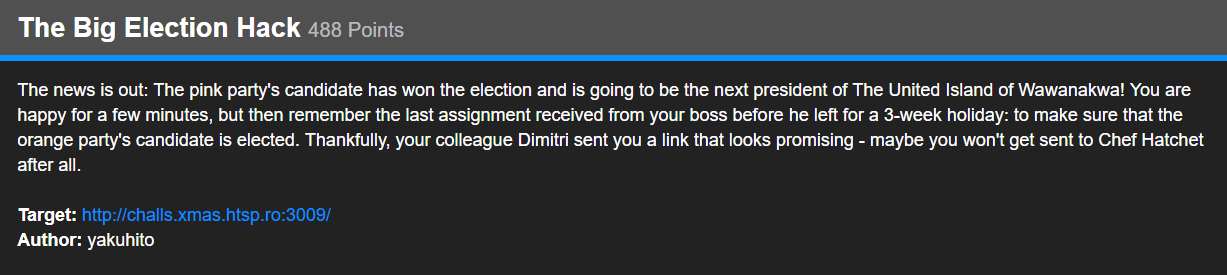 The Big Election Hack 488 Points
The news is out: The pink party's candidate has won the election and is going to be the next president of The United Island of Wawanakwa! You are
happy for a few minutes, but then remember the last assignment received from your boss before he left for a 3-week holiday: to make sure that the
orange party's candidate is elected. Thankfully, your colleague Dimitri sent you a link that looks promising - maybe you won't get sent to Chef Hatchet
after all.
Target: http://challs.xmas.htsp.ro:3009/
Author: yakuhito